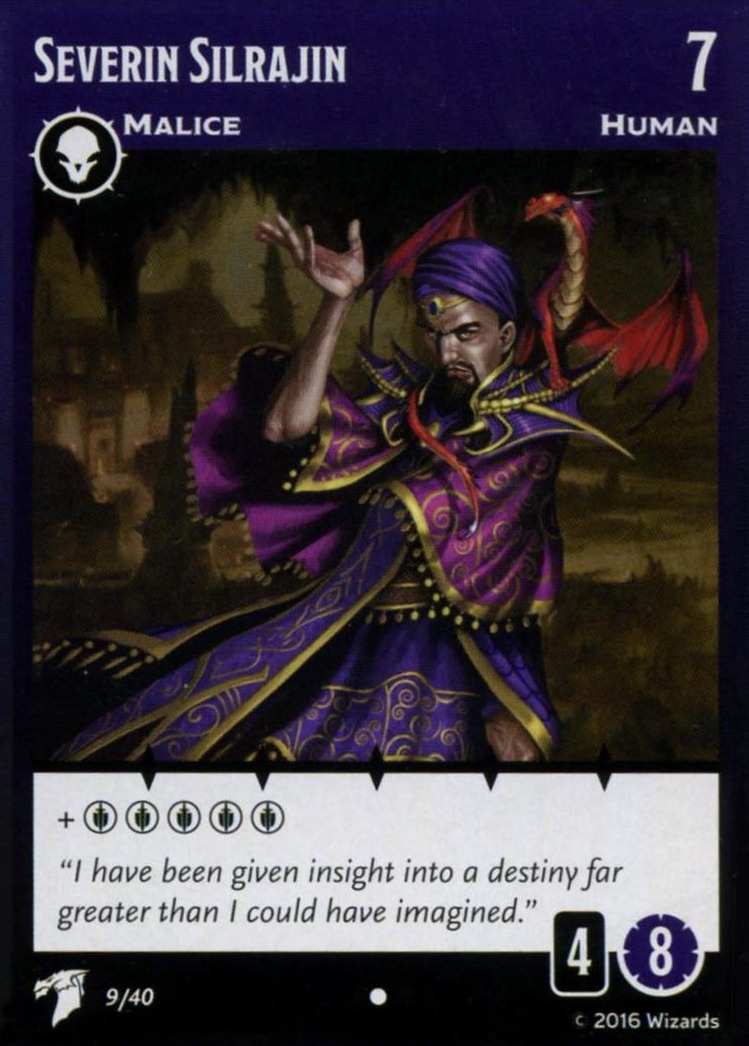 SEVERIN SILRAJIN 7
MALICE HUMAN
+
“I have been given insight into a destiny far
greater than I could have imagined.”
4 8
9/40
© 2016 Wizards